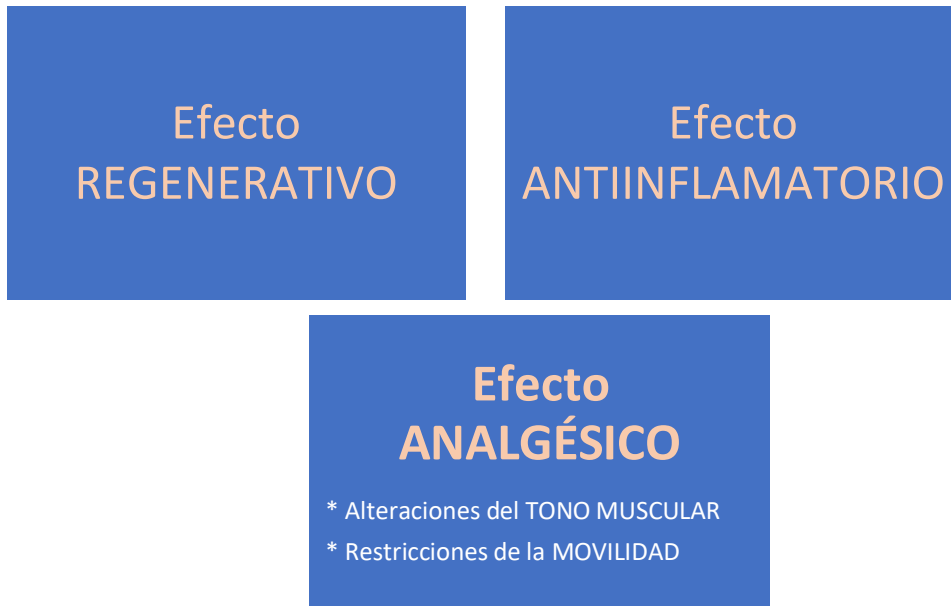 Efecto
REGENERATIVO
Efecto
ANTIINFLAMATORIO
Efecto
ANALGÉSICO
* Alteraciones del TONO MUSCULAR
* Restricciones de la MOVILIDAD